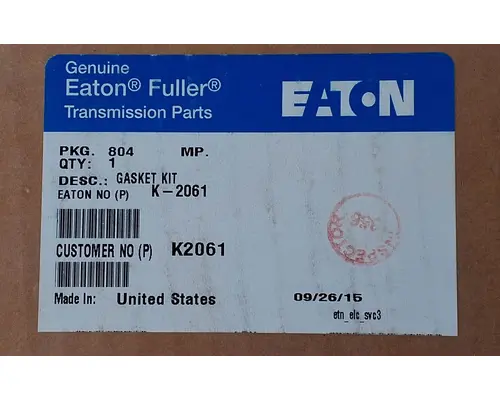 Genuine
Eaton® Fuller®
Transmission Parts
EATON
PKG. 804 MP.
QTY: 1
DESC.: GASKET KIT
EATON NO (P) K-2061
CUSTOMER NO (P) K2061
INSPECTOR
Made in: United States 09/26/15
etn_elc_svc3